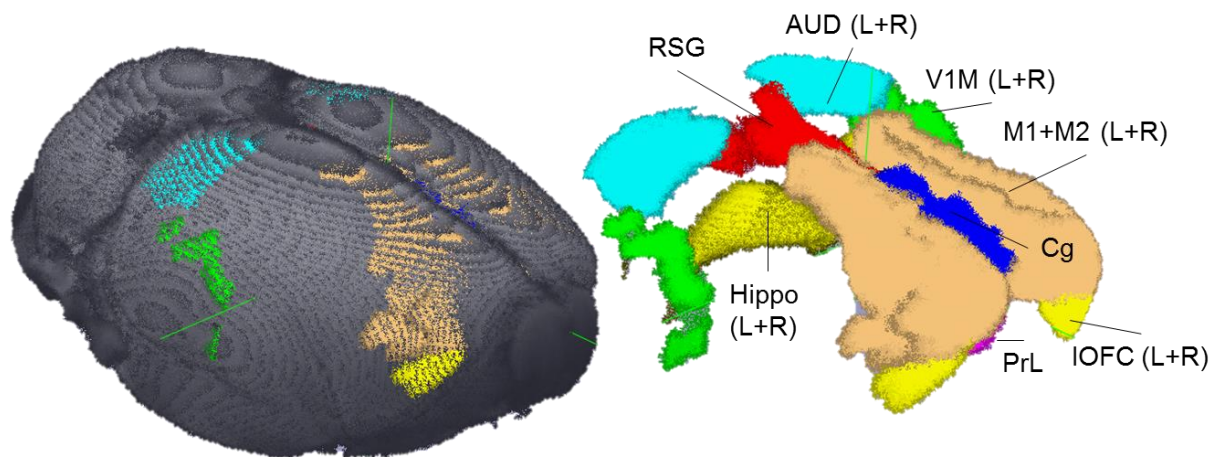 AUD (L+R)
RSG
V1M (L+R)
M1+M2 (L+R)
Cg
Hippo
(L+R)
PrL
lOFC (L+R)